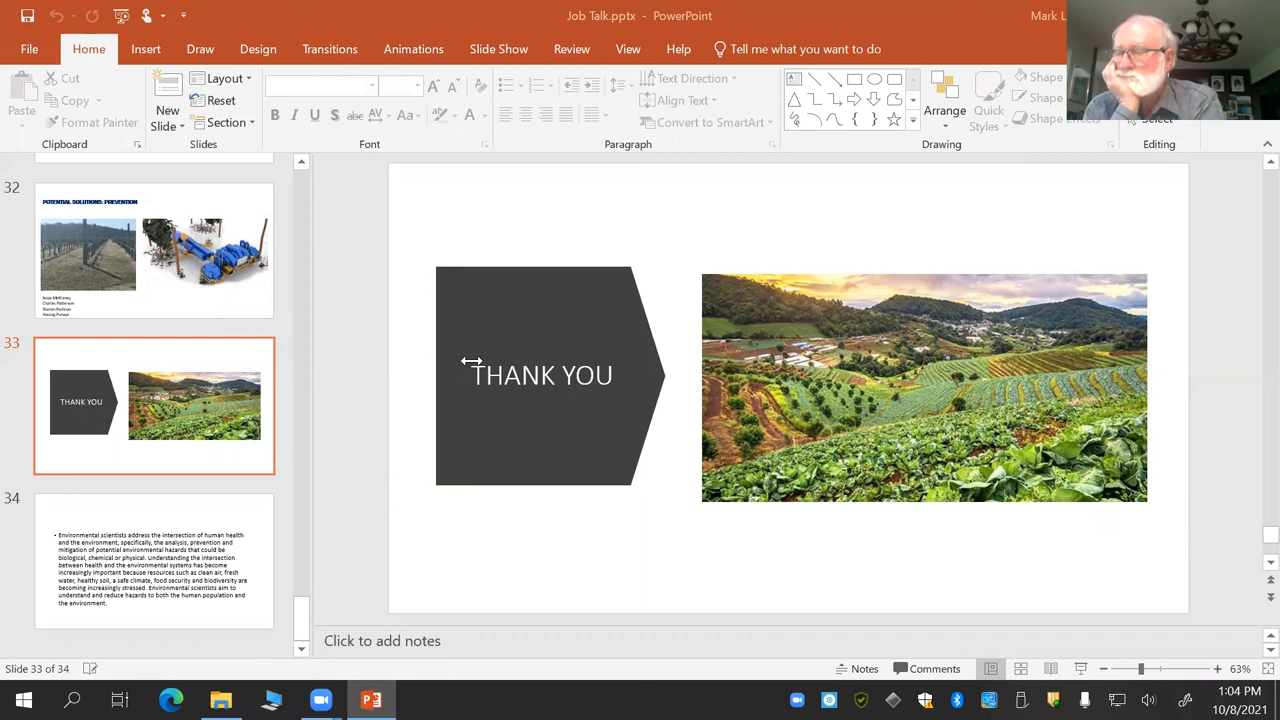 Job Talk.pptx - PowerPoint
Mark L
File Home Insert Draw Design Transitions Animations Slide Show Review View Help Tell me what you want to do
Paste
Cut
Copy
Format Painter
Clipboard
New
Slide
Layout
Reset
Section
Slides
B I U S abc AV Aa A
Font
Text Direction
Align Text
Convert to SmartArt
Paragraph
Arrange
Quick
Styles
Shape
Shape
Shape Effects
Drawing
Select
Editing
32
POTENTIAL SOLUTIONS: PREVENTION
Charles Patterson
33
THANK YOU
34
• Environmental scientists address the intersection of human health
and the environment, specifically, the analysis, prevention and
mitigation of potential environmental hazards that could be
biological, chemical or physical. Understanding the intersection
between health and the environmental systems has become
increasingly important because resources such as clean air, fresh
water, healthy soil, a safe climate, food security and biodiversity are
becoming increasingly stressed. Environmental scientists aim to
understand and reduce hazards to both the human population and
the environment.
THANK YOU
Click to add notes
Slide 33 of 34
Notes
Comments
63%
1:04 PM
10/8/2021